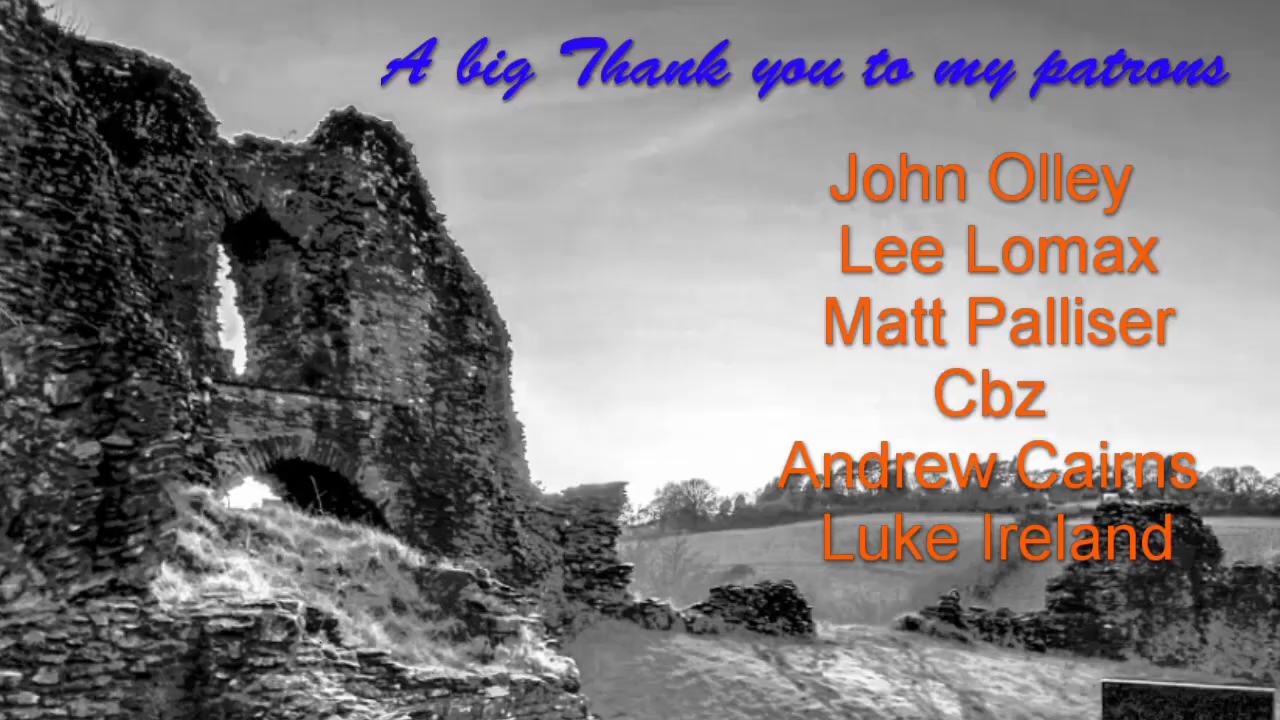 A big Thank you to my patrons
John Olley
Lee Lomax
Matt Palliser
Cbz
Andrew Cairns
Luke Ireland